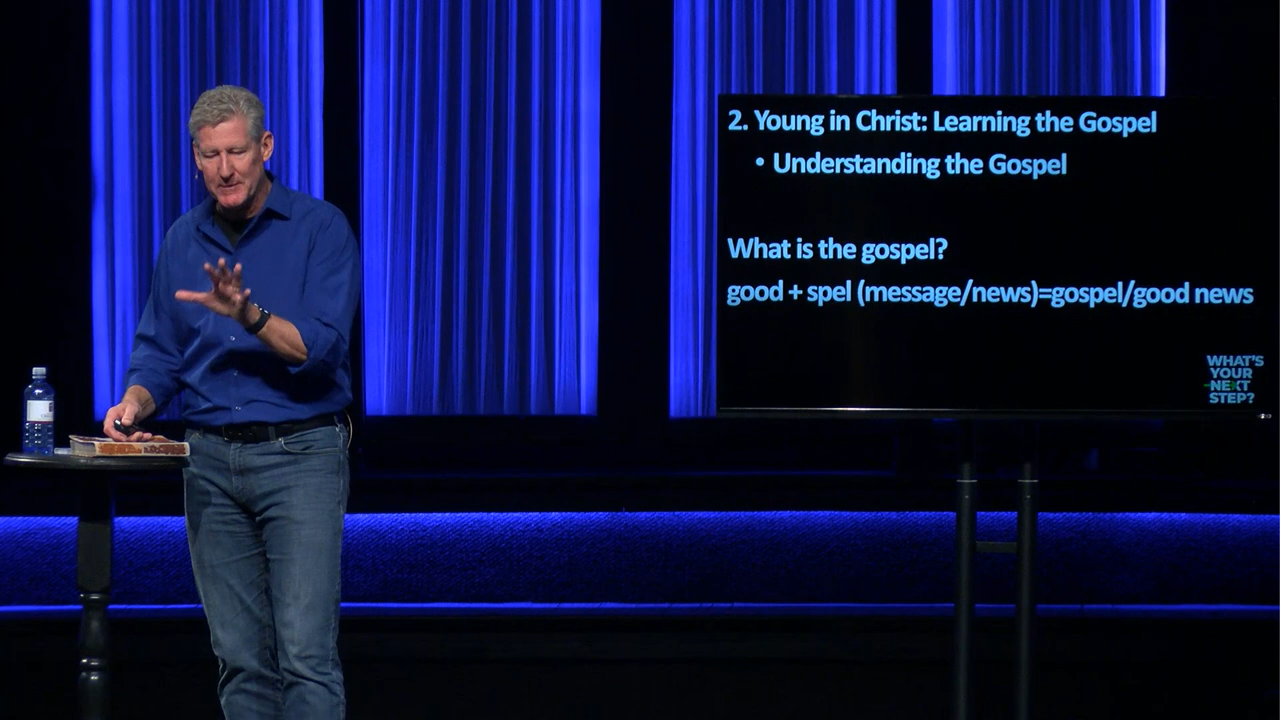 2. Young in Christ: Learning the Gospel
• Understanding the Gospel
What is the gospel?
good + spel (message/news)=gospel/good news
WHAT'S
YOUR
NEXT
STEP?